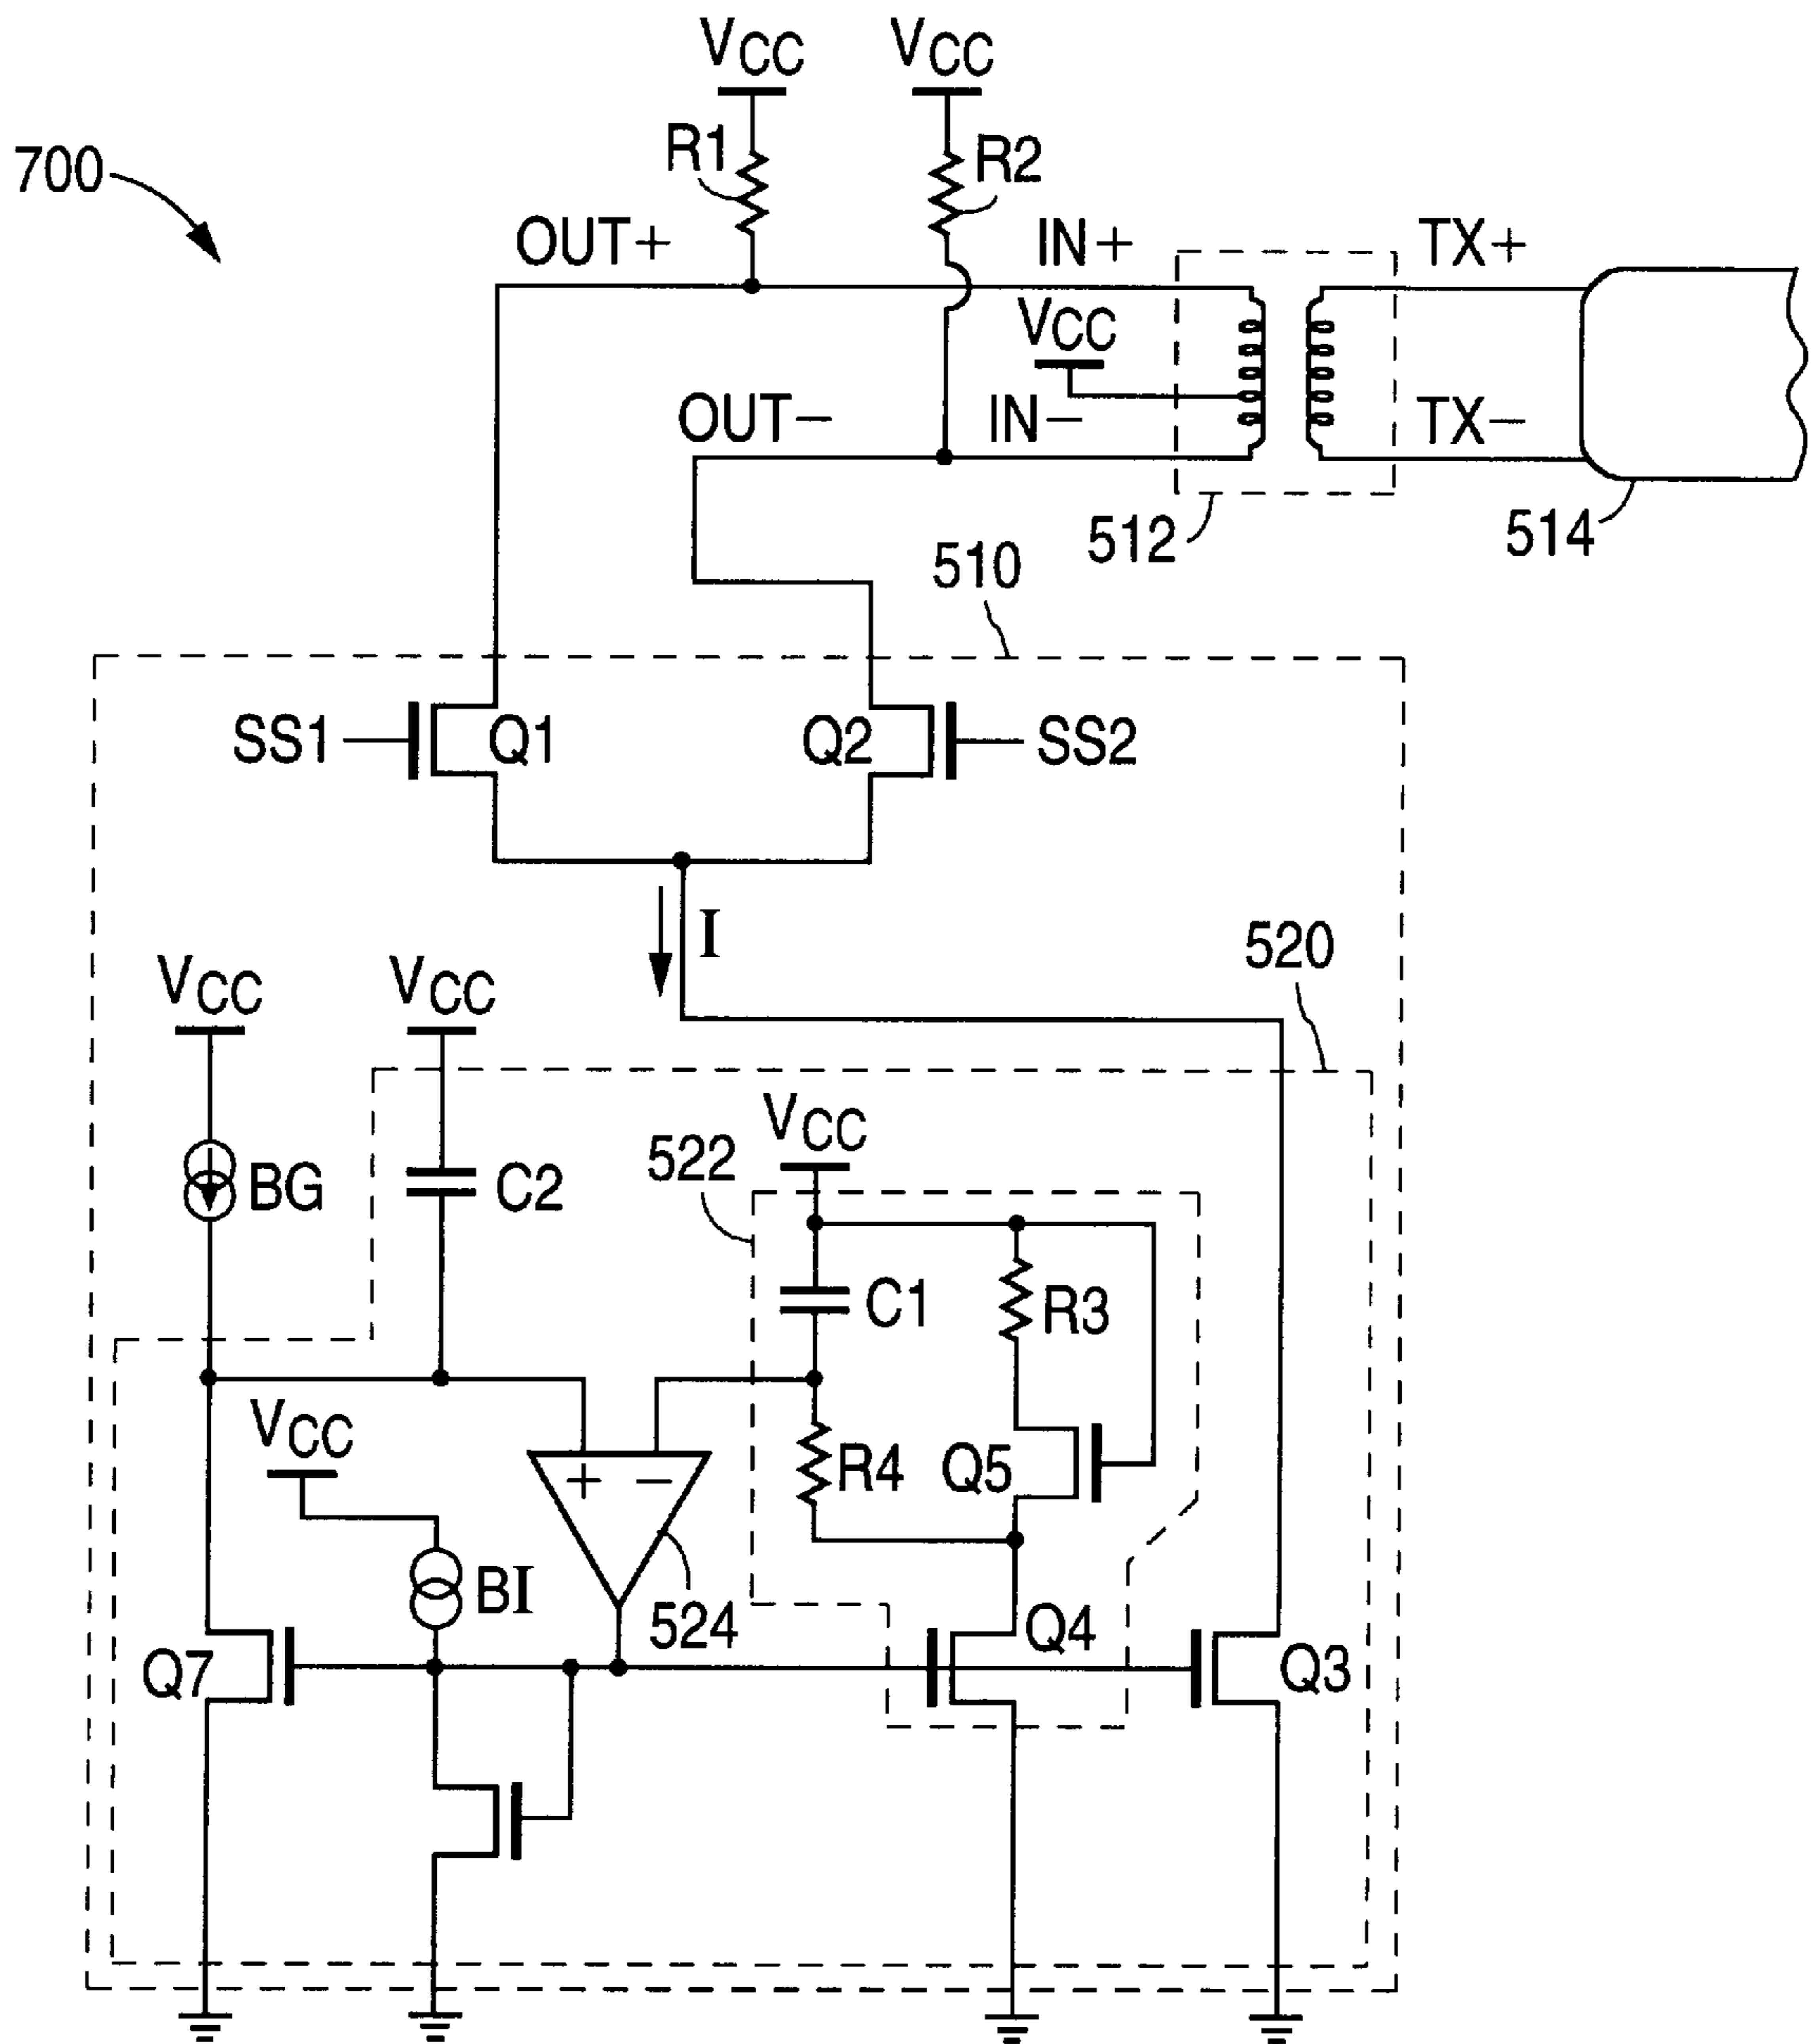 VCC VCC
R1 R2
700
OUT+ IN+ TX+
VCC
OUT− IN− TX−
512 514
510
SS1 Q1 Q2 SS2
I
520
VCC VCC
VCC
522
BG C2
C1 R3
VCC
+ − R4 Q5
BI
524
Q7 Q4 Q3